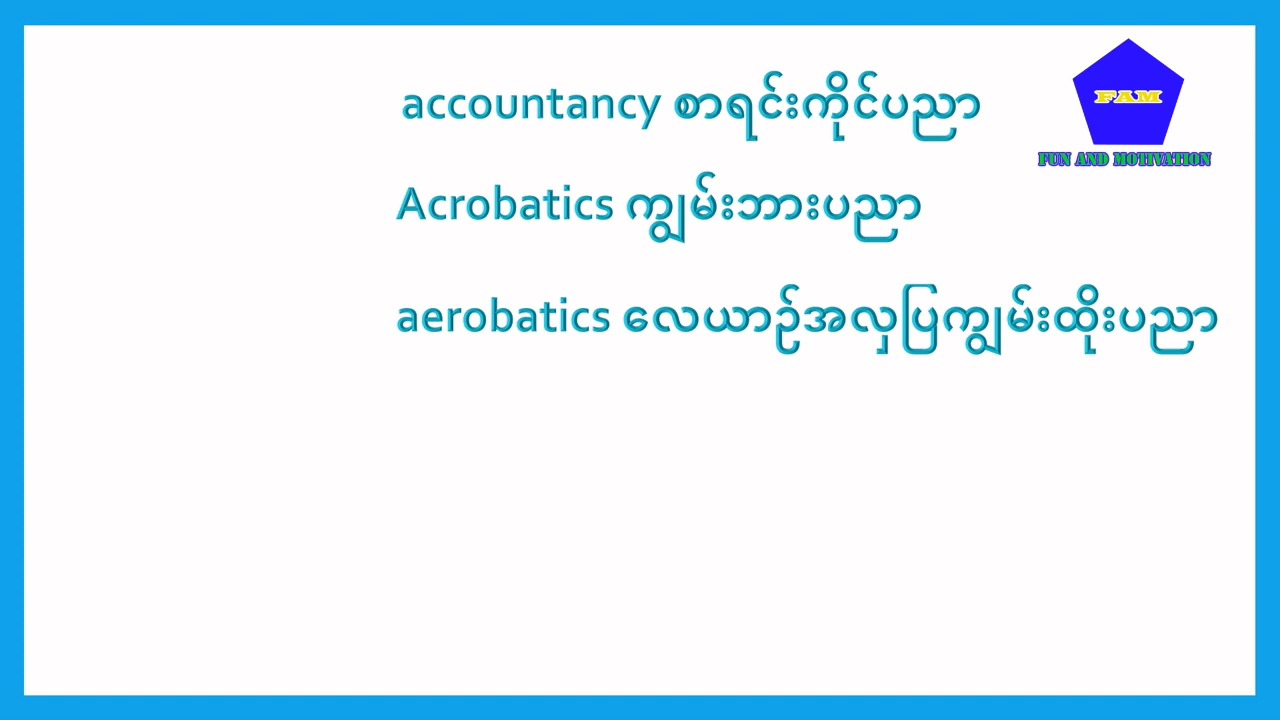 accountancy စာရင်းကိုင်ပညာ
FAM
FUN AND MOTIVATION
Acrobatics ကျွမ်းဘားပညာ
aerobatics လေယာဉ်အလှပြကျွမ်းထိုးပညာ